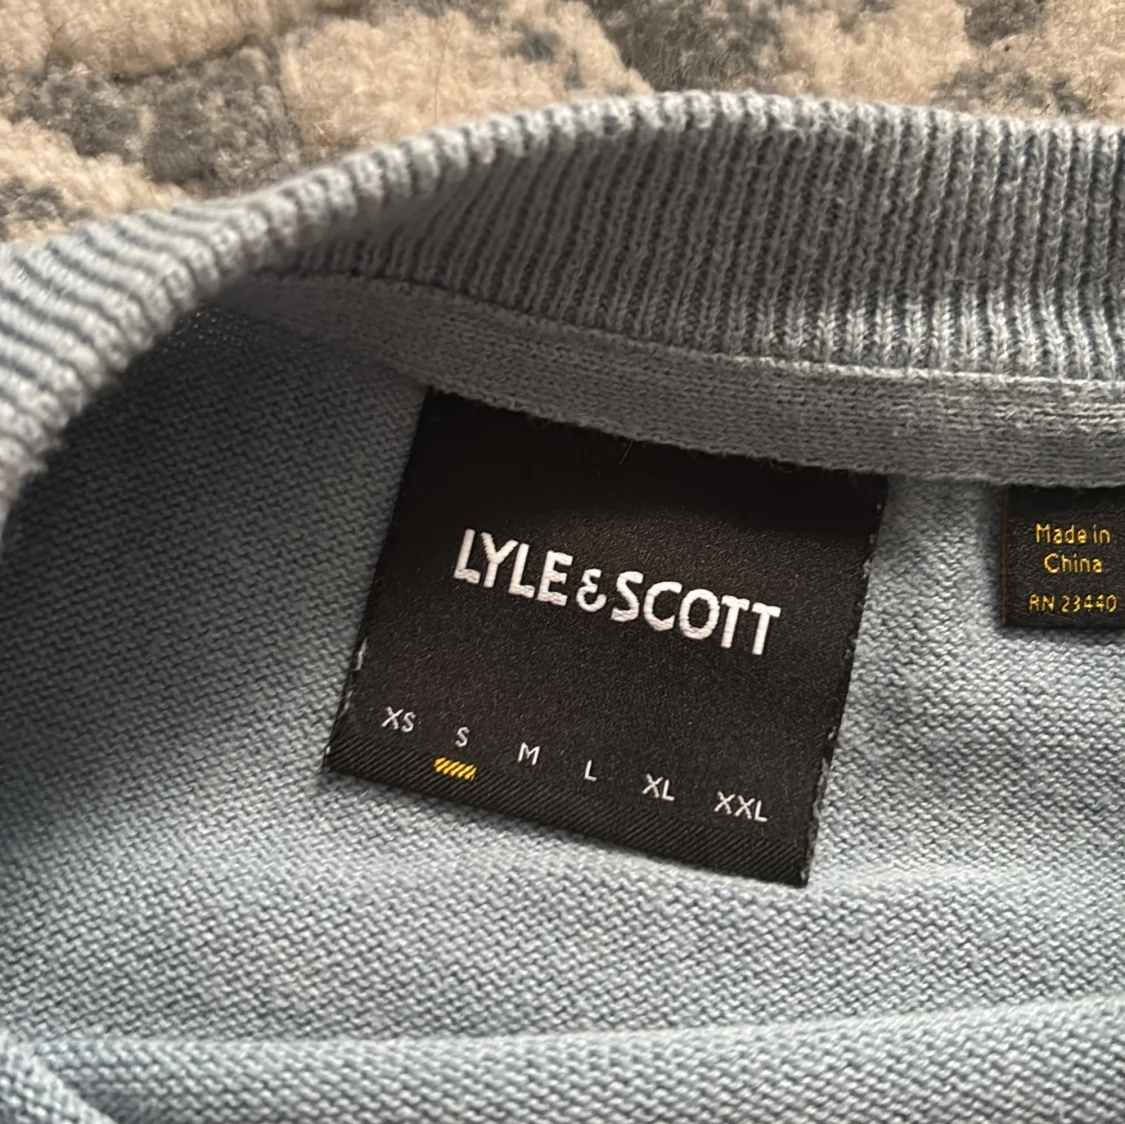 LYLE & SCOTT
XS S M L XL XXL
Made in
China
RN 23440